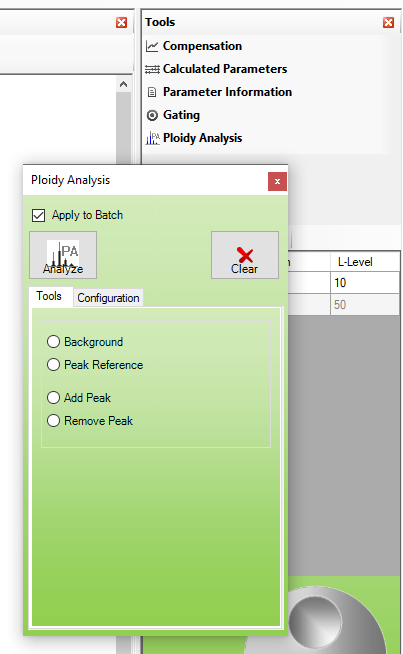 Tools
Compensation
Calculated Parameters
Parameter Information
Gating
PA Ploidy Analysis
Ploidy Analysis
x
Apply to Batch
PA
Analyze
Clear
Tools
Configuration
Background
Peak Reference
Add Peak
Remove Peak
L-Level
10
50